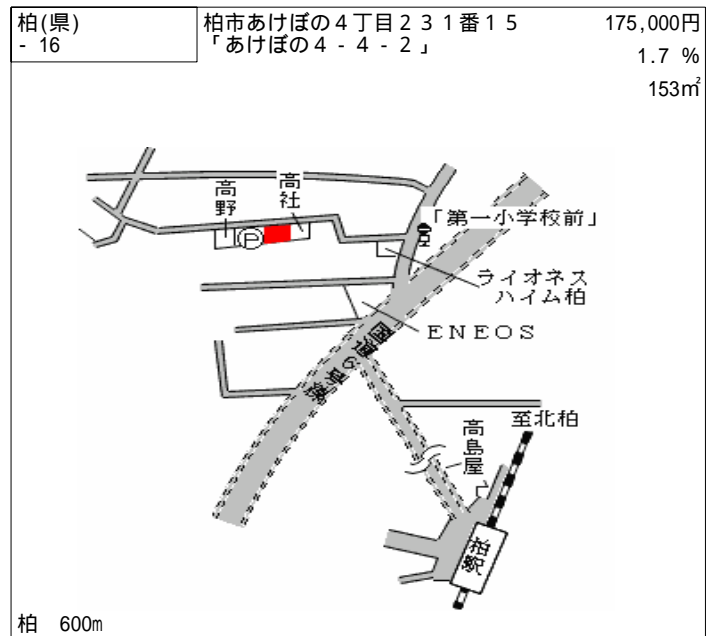 柏(県)
- 16
柏市あけぼの４丁目２３１番１５
「あけぼの４-４-２」
175,000円
1.7 %
153㎡
高野
高社
P
「第一小学校前」
ライオネス
ハイム柏
ＥＮＥＯＳ
国道６号線
至北柏
高島屋
柏駅
柏 600m